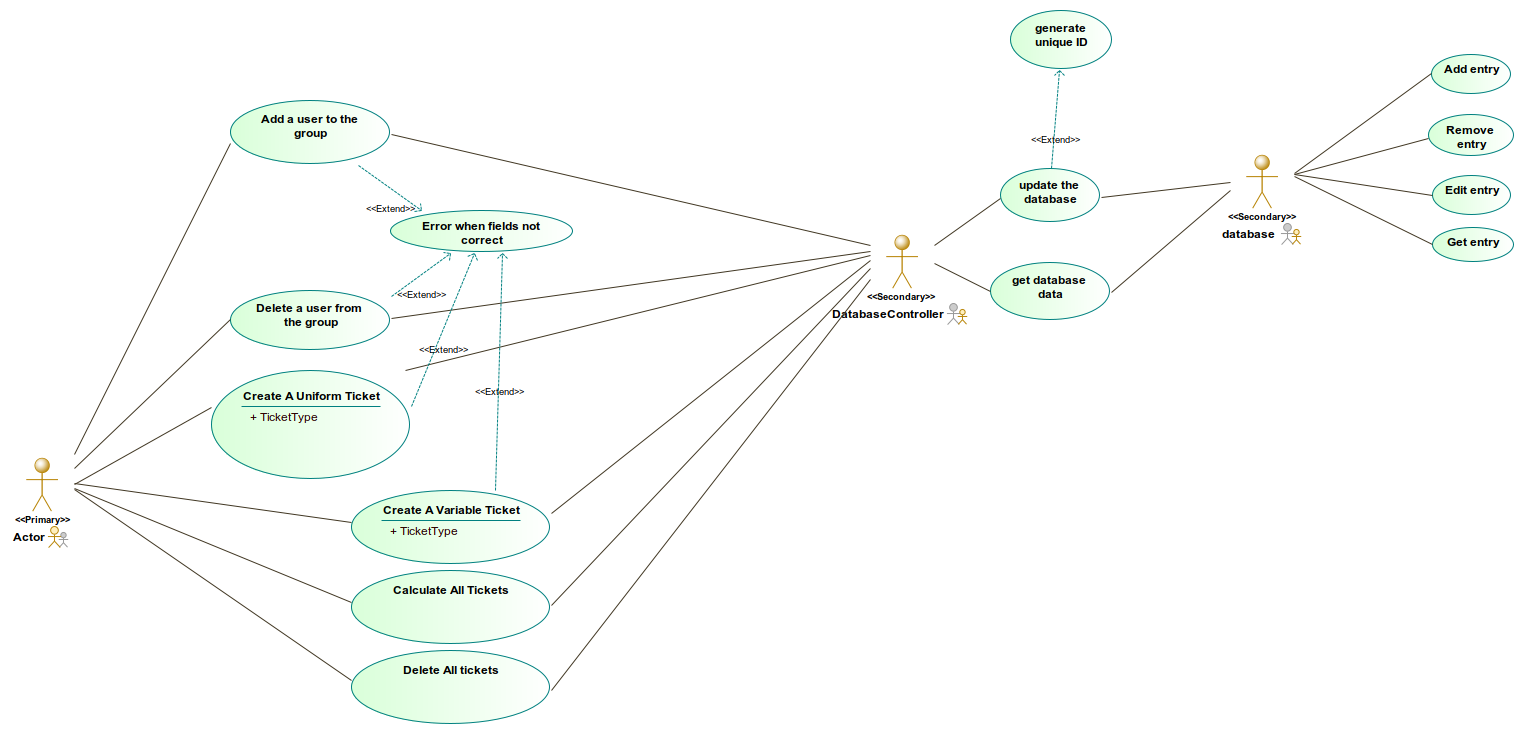 generate
unique ID
Add entry
Add a user to the
group
Remove
entry
<<Extend>>
update the
database
Edit entry
<<Extend>>
<<Secondary>>
database
Error when fields not
correct
Get entry
get database
data
<<Extend>>
<<Secondary>>
DatabaseController
Delete a user from
the group
<<Extend>>
<<Extend>>
Create A Uniform Ticket
+ TicketType
Create A Variable Ticket
+ TicketType
<<Primary>>
Actor
Calculate All Tickets
Delete All tickets